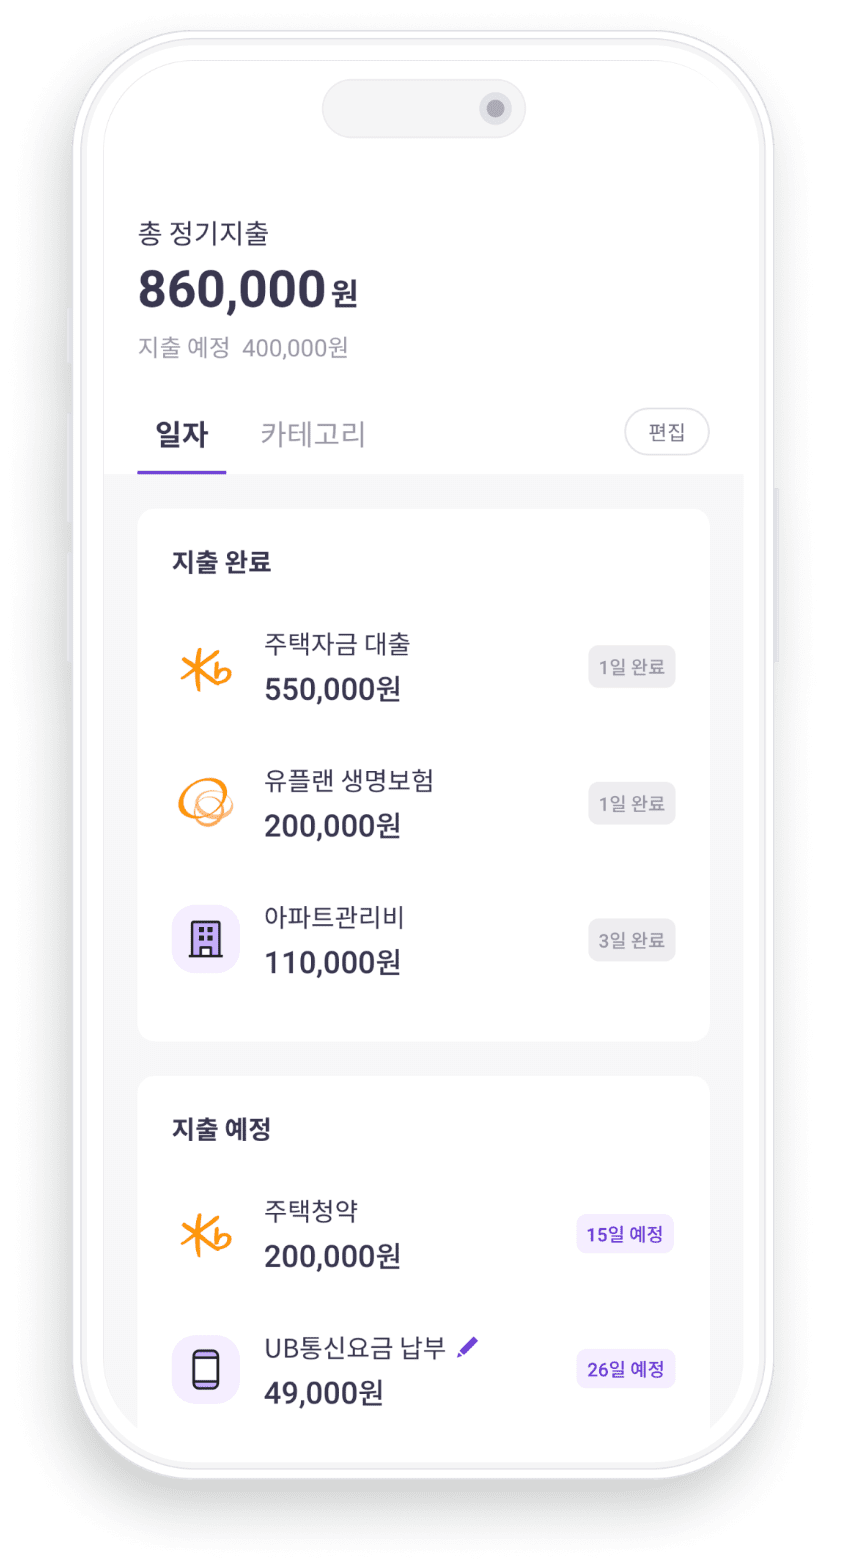 총 정기지출
860,000원
지출 예정 400,000원
일자 카테고리 편집
지출 완료
주택자금 대출
550,000원
1일 완료
유플랜 생명보험
200,000원
1일 완료
아파트관리비
110,000원
3일 완료
지출 예정
주택청약
200,000원
15일 예정
UB통신요금 납부
49,000원
26일 예정